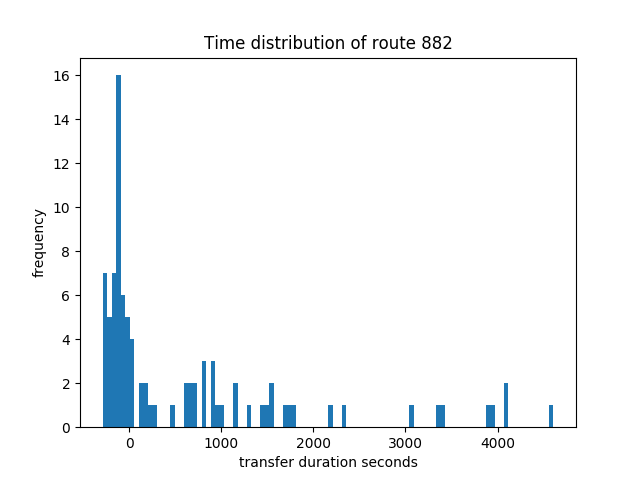 Time distribution of route 882
16
14
12
10
8
6
4
2
0
frequency
0 1000 2000 3000 4000
transfer duration seconds